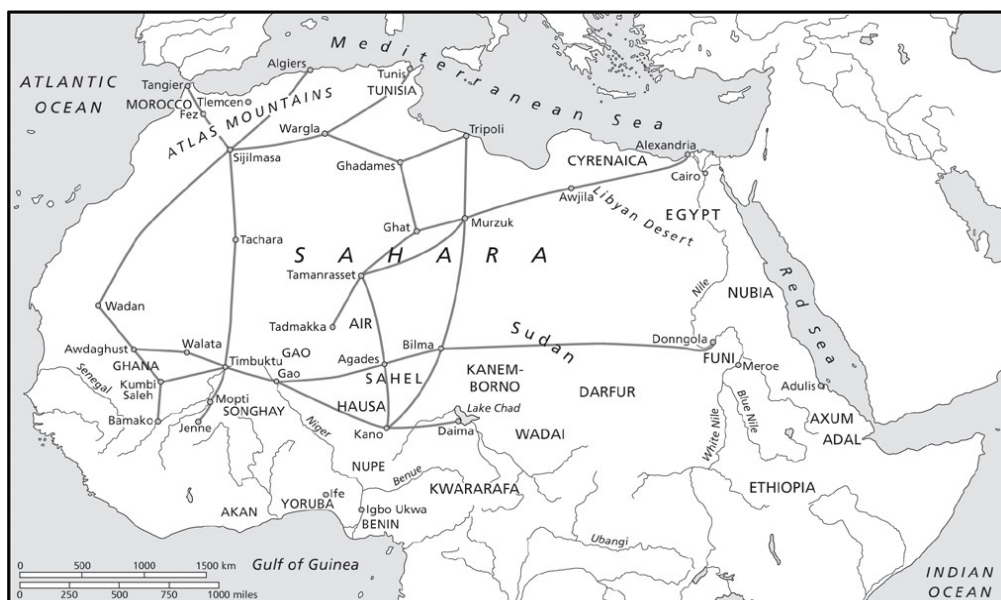 Mediterranean Sea
ATLANTIC
OCEAN
Algiers
Tunis
TUNISIA
Tangier
MOROCCO
Tlemcen
Fez
ATLAS MOUNTAINS
Wargla
Tripoli
Sijilmasa
Ghadames
CYRENAICA
Alexandria
Cairo
Awjila
Libyan Desert
EGYPT
Ghat
Murzuk
Tachara
SAHARA
Tamanrasset
Red Sea
Nile
NUBIA
Wadan
Tadmakka
AIR
Sudan
Donngola
Awdaghust
Walata
GAO
Bilma
FUNI
GHANA
Timbuktu
Agades
Meroe
Senegal
Kumbi
Saleh
Gao
SAHEL
KANEM-
BORNO
DARFUR
Adulis
Mopti
SONGHAY
HAUSA
Lake Chad
AXUM
Bamako
Jenne
Niger
Kano
Daima
WADAI
White Nile
Blue Nile
ADAL
NUPE
Benue
KWARARAFA
ETHIOPIA
Ife
YORUBA
AKAN
Igbo Ukwa
BENIN
Ubangi
Gulf of Guinea
0 500 1000 1500 km
0 250 500 750 1000 miles
INDIAN
OCEAN